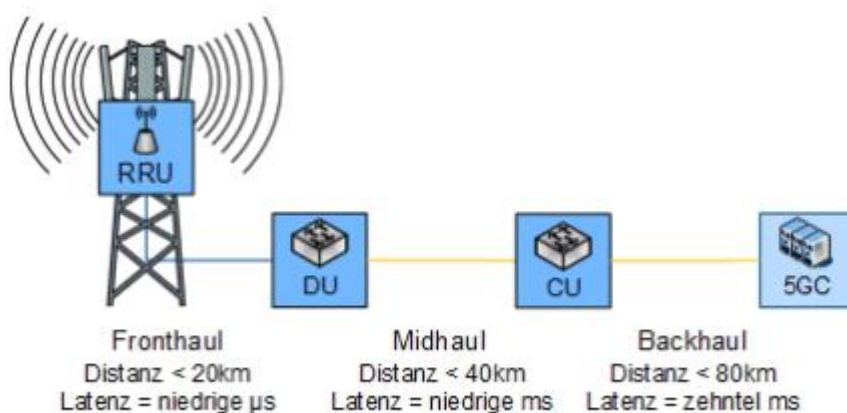 RRU
DU
CU
5GC
Fronthaul
Distanz < 20km
Latenz = niedrige µs
Midhaul
Distanz < 40km
Latenz = niedrige ms
Backhaul
Distanz < 80km
Latenz = zehntel ms